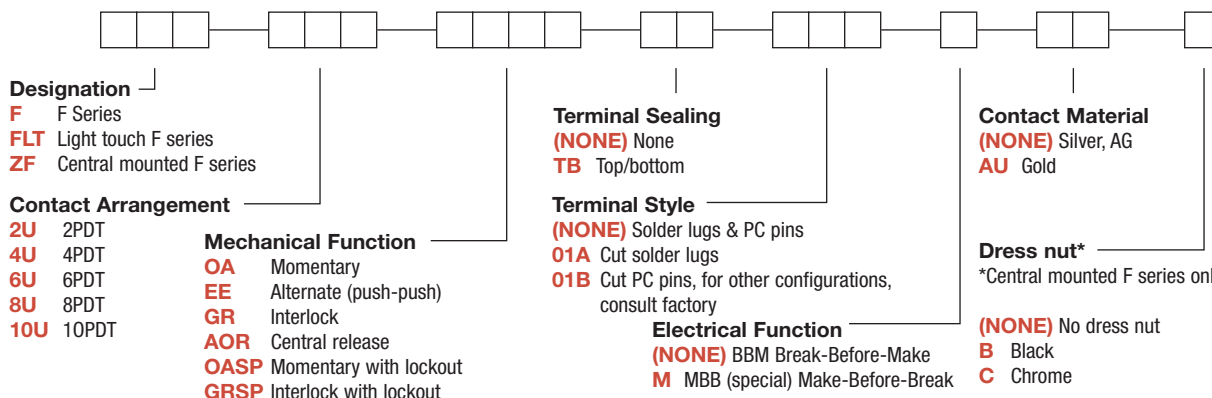 Designation
F F Series
FLT Light touch F series
ZF Central mounted F series
Contact Arrangement
2U 2PDT
4U 4PDT
6U 6PDT
8U 8PDT
10U 10PDT
Mechanical Function
OA Momentary
EE Alternate (push-push)
GR Interlock
AOR Central release
OASP Momentary with lockout
GRSP Interlock with lockout
Terminal Sealing
(NONE) None
TB Top/bottom
Terminal Style
(NONE) Solder lugs & PC pins
01A Cut solder lugs
01B Cut PC pins, for other configurations,
consult factory
Electrical Function
(NONE) BBM Break-Before-Make
M MBB (special) Make-Before-Break
Contact Material
(NONE) Silver, AG
AU Gold
Dress nut*
*Central mounted F series
(NONE) No dress nut
B Black
C Chrome